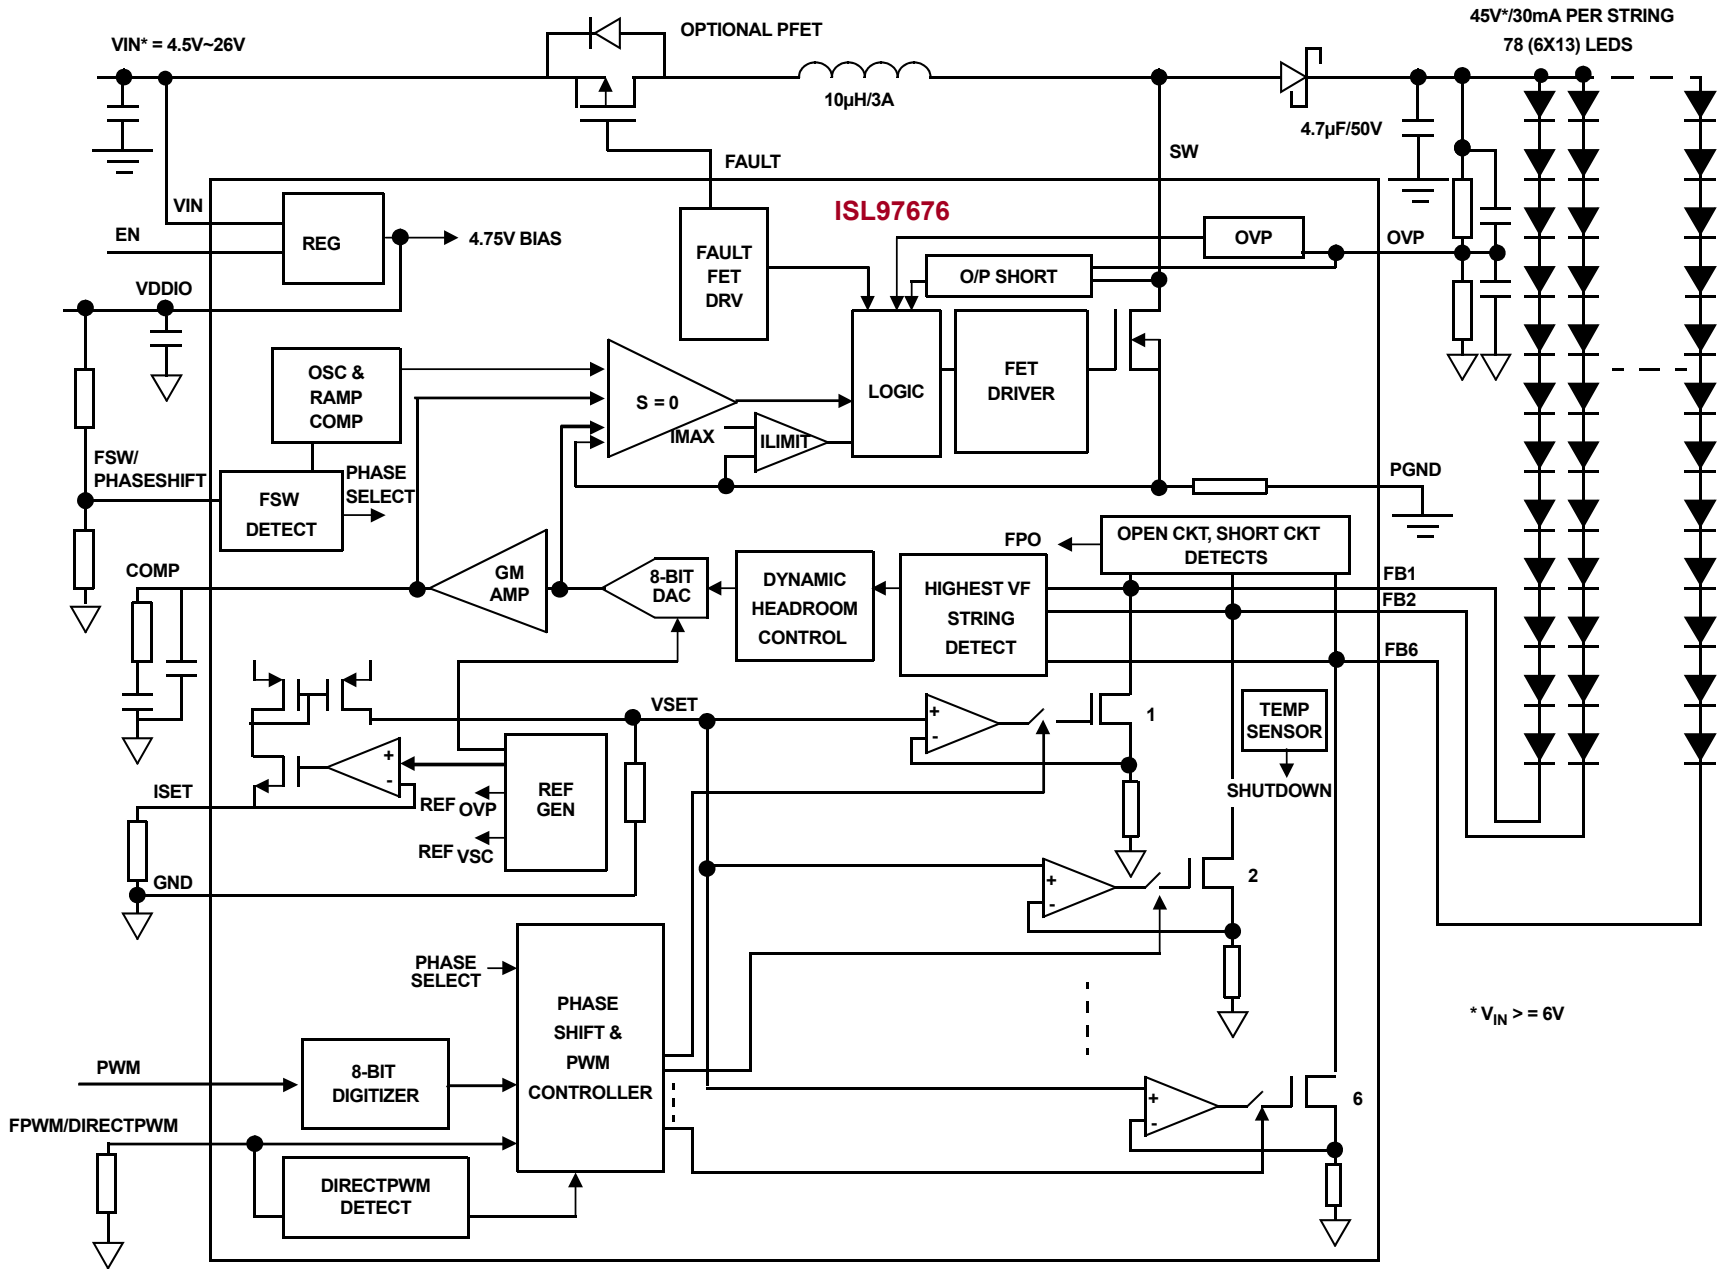 45V*/30mA PER STRING
78 (6X13) LEDS
VIN* = 4.5V~26V
OPTIONAL PFET
10µH/3A
4.7µF/50V
SW
FAULT
ISL97676
VIN
EN
REG
4.75V BIAS
FAULT
FET
DRV
OVP
OVP
O/P SHORT
VDDIO
OSC &
RAMP
COMP
S = 0
LOGIC
FET
DRIVER
IMAX
ILIMIT
FSW/
PHASESHIFT
FSW
DETECT
PHASE
SELECT
PGND
FPO
OPEN CKT, SHORT CKT
DETECTS
COMP
GM
AMP
8-BIT
DAC
DYNAMIC
HEADROOM
CONTROL
HIGHEST VF
STRING
DETECT
FB1
FB2
FB6
VSET
+
-
1
TEMP
SENSOR
SHUTDOWN
+
-
ISET
REF OVP
REF VSC
REF
GEN
GND
+
-
2
PHASE
SELECT
PHASE
SHIFT &
PWM
CONTROLLER
* VIN > = 6V
PWM
8-BIT
DIGITIZER
+
-
6
FPWM/DIRECTPWM
DIRECTPWM
DETECT